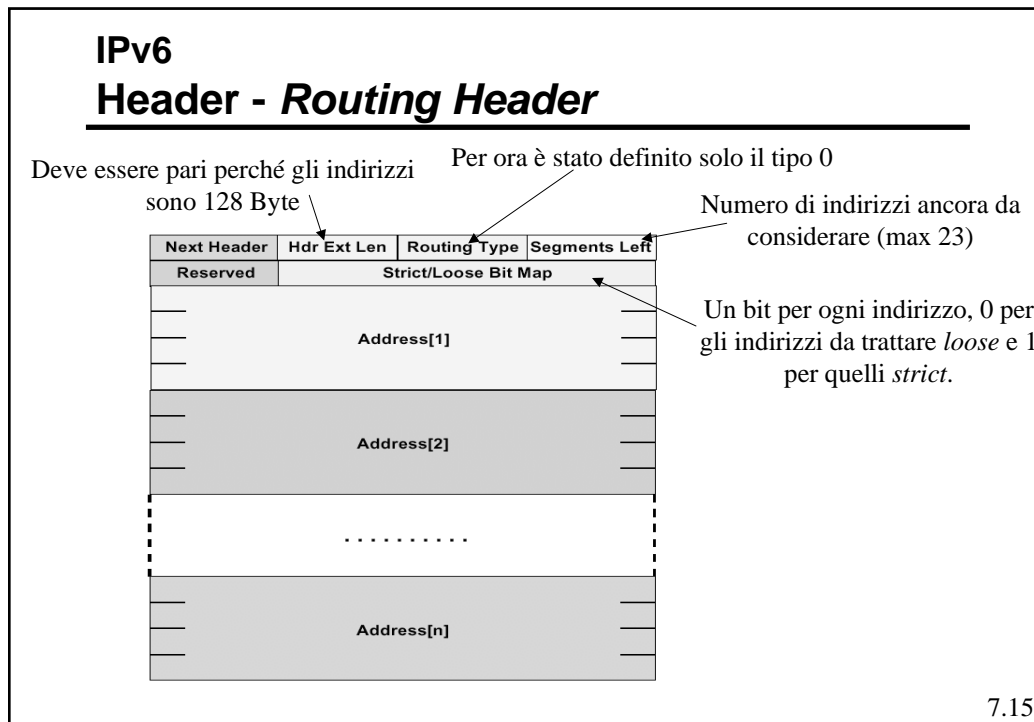 IPv6
Header - Routing Header
Deve essere pari perché gli indirizzi
sono 128 Byte
Per ora è stato definito solo il tipo 0
Numero di indirizzi ancora da
considerare (max 23)
Next Header Hdr Ext Len Routing Type Segments Left
Reserved Strict/Loose Bit Map
Un bit per ogni indirizzo, 0 per
gli indirizzi da trattare loose e 1
per quelli strict.
Address[1]
Address[2]
. . . . . . . . . .
Address[n]
7.15